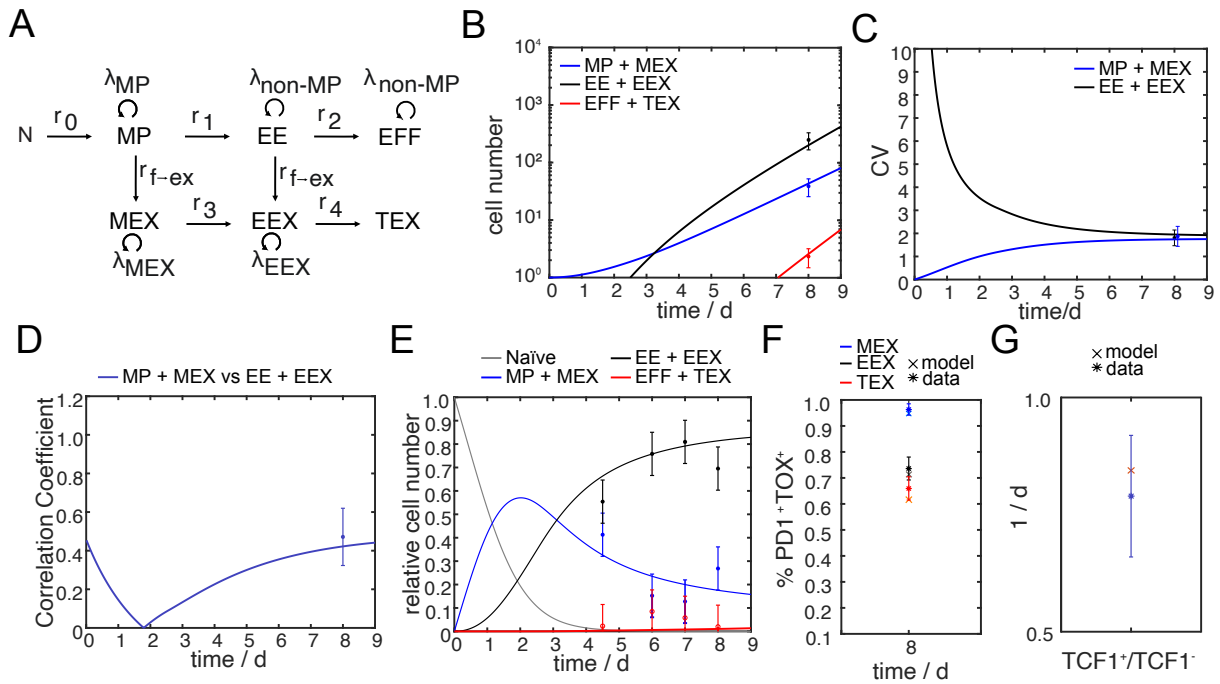 A
λMP
λnon-MP
λnon-MP
N
r0
MP
r1
EE
r2
EFF
rf→ex
rf→ex
MEX
r3
EEX
r4
TEX
λMEX
λEEX
B
10^4
10^3
10^2
10^1
10^0
cell number
MP + MEX
EE + EEX
EFF + TEX
0 1 2 3 4 5 6 7 8 9
time / d
C
10
9
8
7
6
5
4
3
2
1
0
CV
MP + MEX
EE + EEX
0 1 2 3 4 5 6 7 8 9
time/d
D
MP + MEX vs EE + EEX
1.2
1.0
0.8
0.6
0.4
0.2
0
Correlation Coefficient
0 1 2 3 4 5 6 7 8 9
time / d
E
Naïve
EE + EEX
MP + MEX
EFF + TEX
1.0
0.9
0.8
0.7
0.6
0.5
0.4
0.3
0.2
0.1
0
relative cell number
0 1 2 3 4 5 6 7 8 9
time / d
F
MEX
EEX
TEX
× model
* data
1.0
0.9
0.8
0.7
0.6
0.5
0.4
0.3
0.2
0.1
% PD1+TOX+
8
time / d
G
× model
* data
1.0
0.5
1 / d
TCF1+/TCF1-